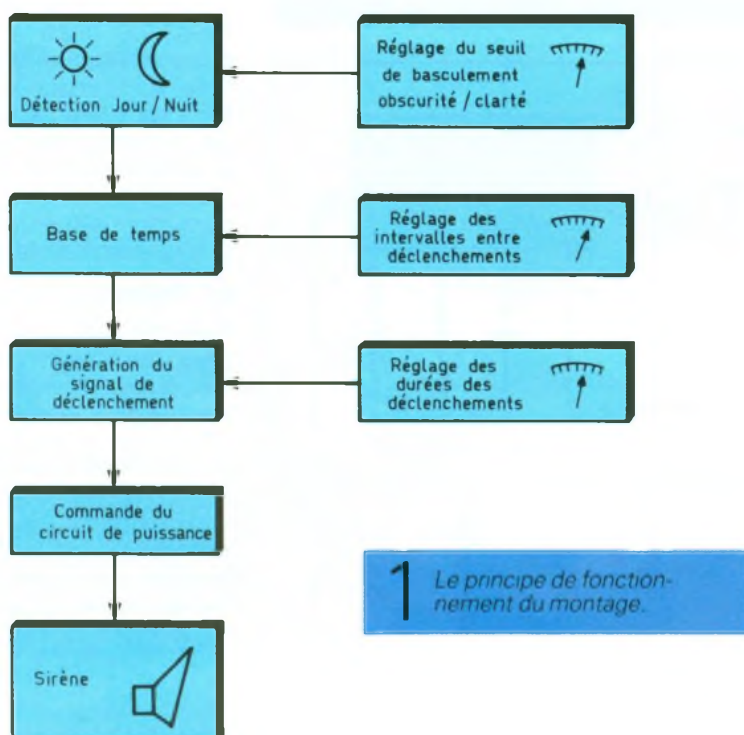 Détection Jour / Nuit
Réglage du seuil
de basculement
obscurité / clarté
Base de temps
Réglage des
intervalles entre
déclenchements
Génération du
signal de
déclenchement
Réglage des
durées des
déclenchements
Commande du
circuit de puissance
1
Le principe de fonction-
nement du montage.
Sirène